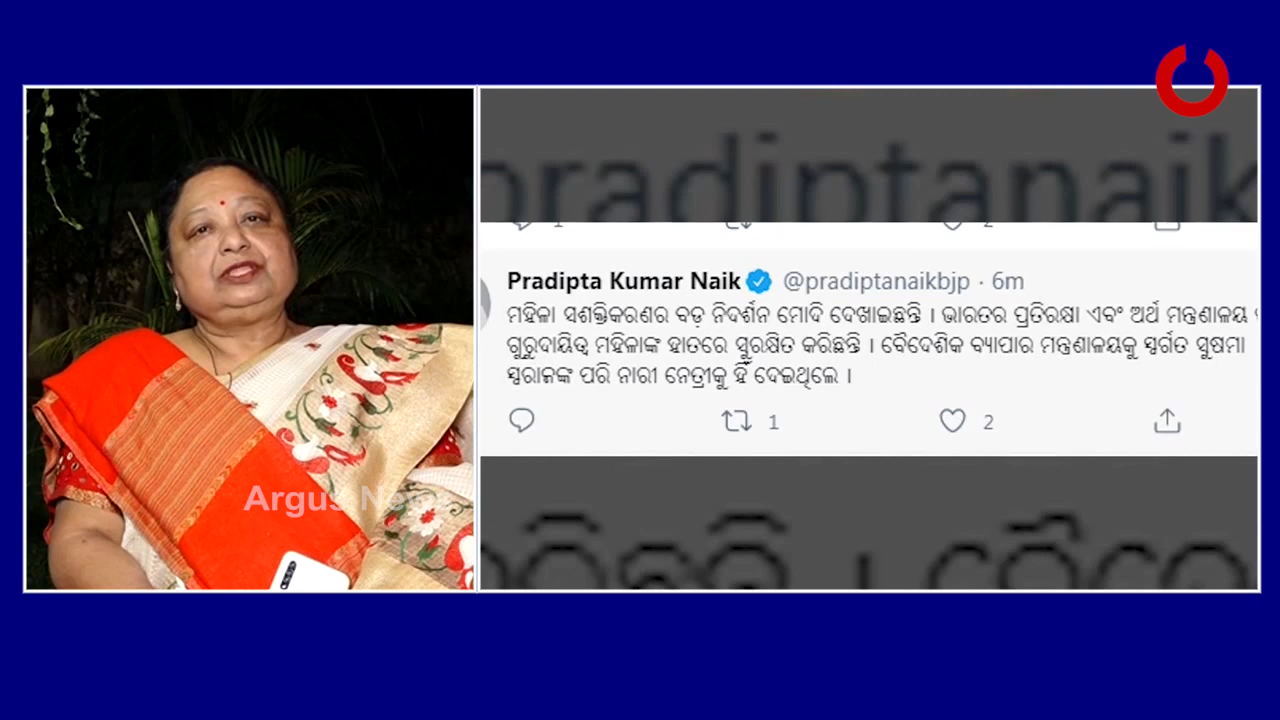 pradiptanaik
1
2
Pradipta Kumar Naik @pradiptanaikbjp · 6m
ମହିଳା ସଶକ୍ତିକରଣର ବଡ଼ ନିଦର୍ଶନ ମୋଦି ଦେଖାଇଛନ୍ତି । ଭାରତର ପ୍ରତିରକ୍ଷା ଏବଂ ଅର୍ଥ ମନ୍ତ୍ରଣାଳୟ
ଗୁରୁଦାୟିତ୍ୱ ମହିଳାଙ୍କ ହାତରେ ସୁରକ୍ଷିତ କରିଛନ୍ତି । ବୈଦେଶିକ ବ୍ୟାପାର ମନ୍ତ୍ରଣାଳୟକୁ ସ୍ୱର୍ଗତ ସୁଷମା
ସ୍ୱରାଜଙ୍କ ପରି ନାରୀ ନେତ୍ରୀକୁ ହିଁ ଦେଇଥିଲେ ।
1 2
Argus News